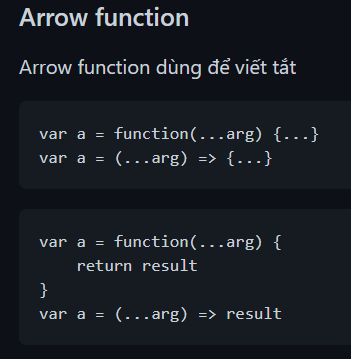 Arrow function
Arrow function dùng để viết tắt
var a = function(...arg) {...}
var a = (...arg) => {...}
var a = function(...arg) {
    return result
}
var a = (...arg) => result